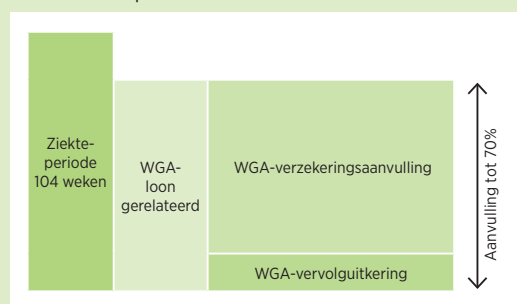 Ziekte-
periode
104 weken
WGA-
loon
gerelateerd
WGA-verzekeringsaanvulling
WGA-vervolguitkering
Aanvulling tot 70%